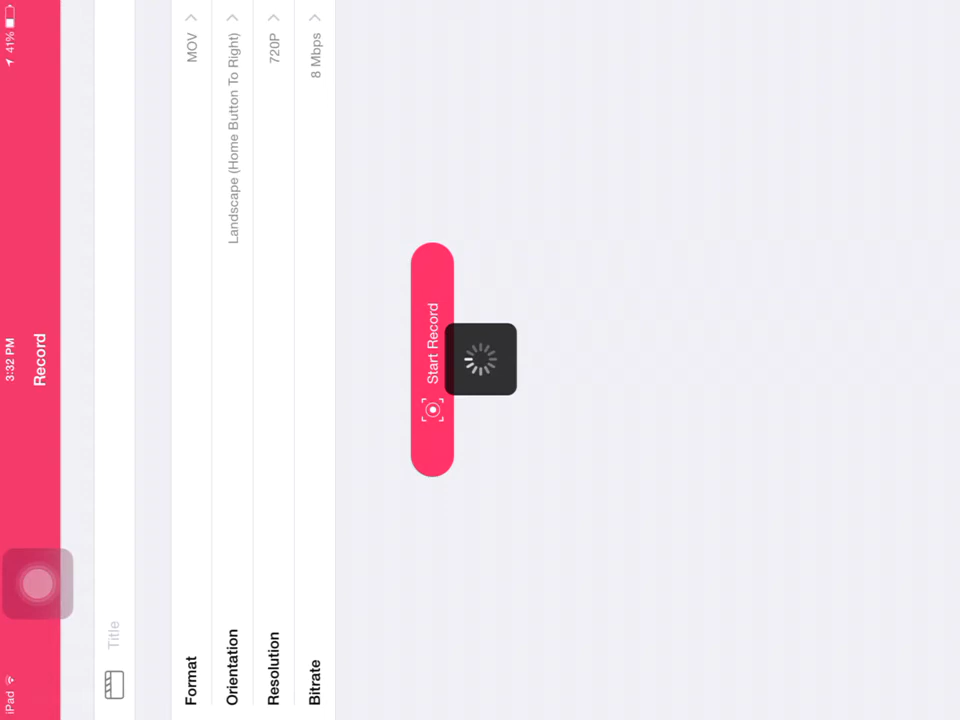 iPad 3:32 PM 41%
Record
Title
Format MOV
Orientation Landscape (Home Button To Right)
Resolution 720P
Bitrate 8 Mbps
Start Record